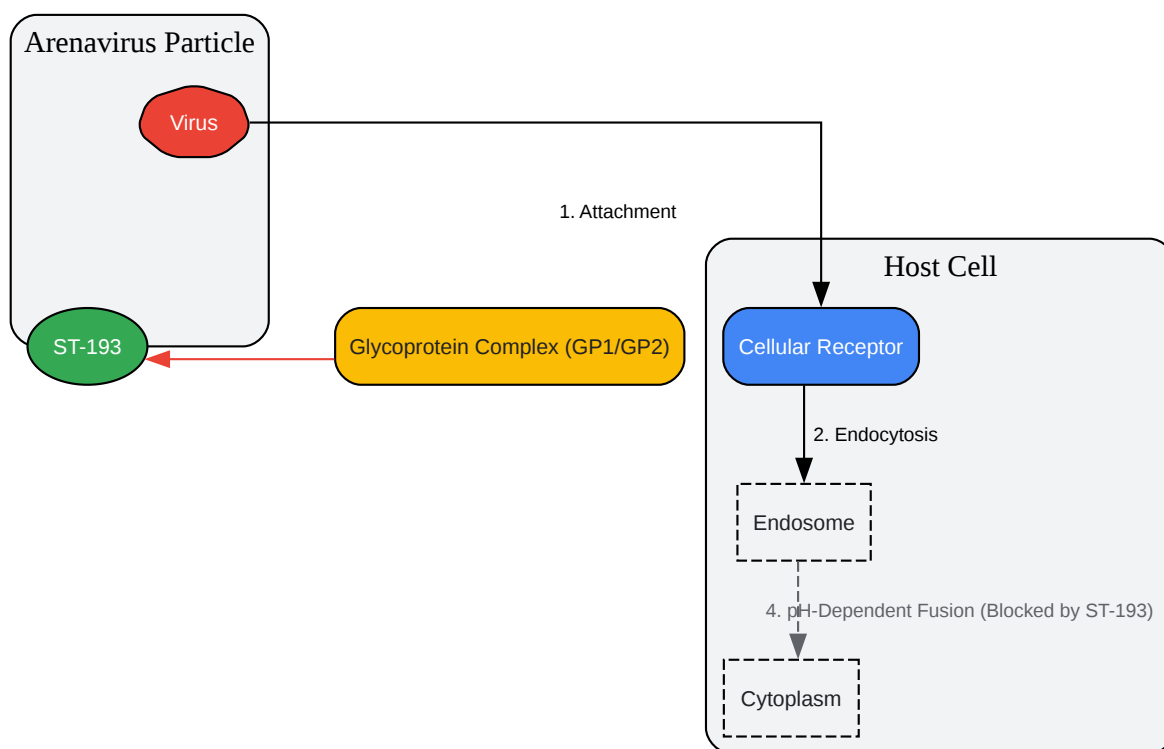 Arenavirus Particle
Virus
1. Attachment
Host Cell
ST-193
Glycoprotein Complex (GP1/GP2)
Cellular Receptor
2. Endocytosis
Endosome
4. pH-Dependent Fusion (Blocked by ST-193)
Cytoplasm